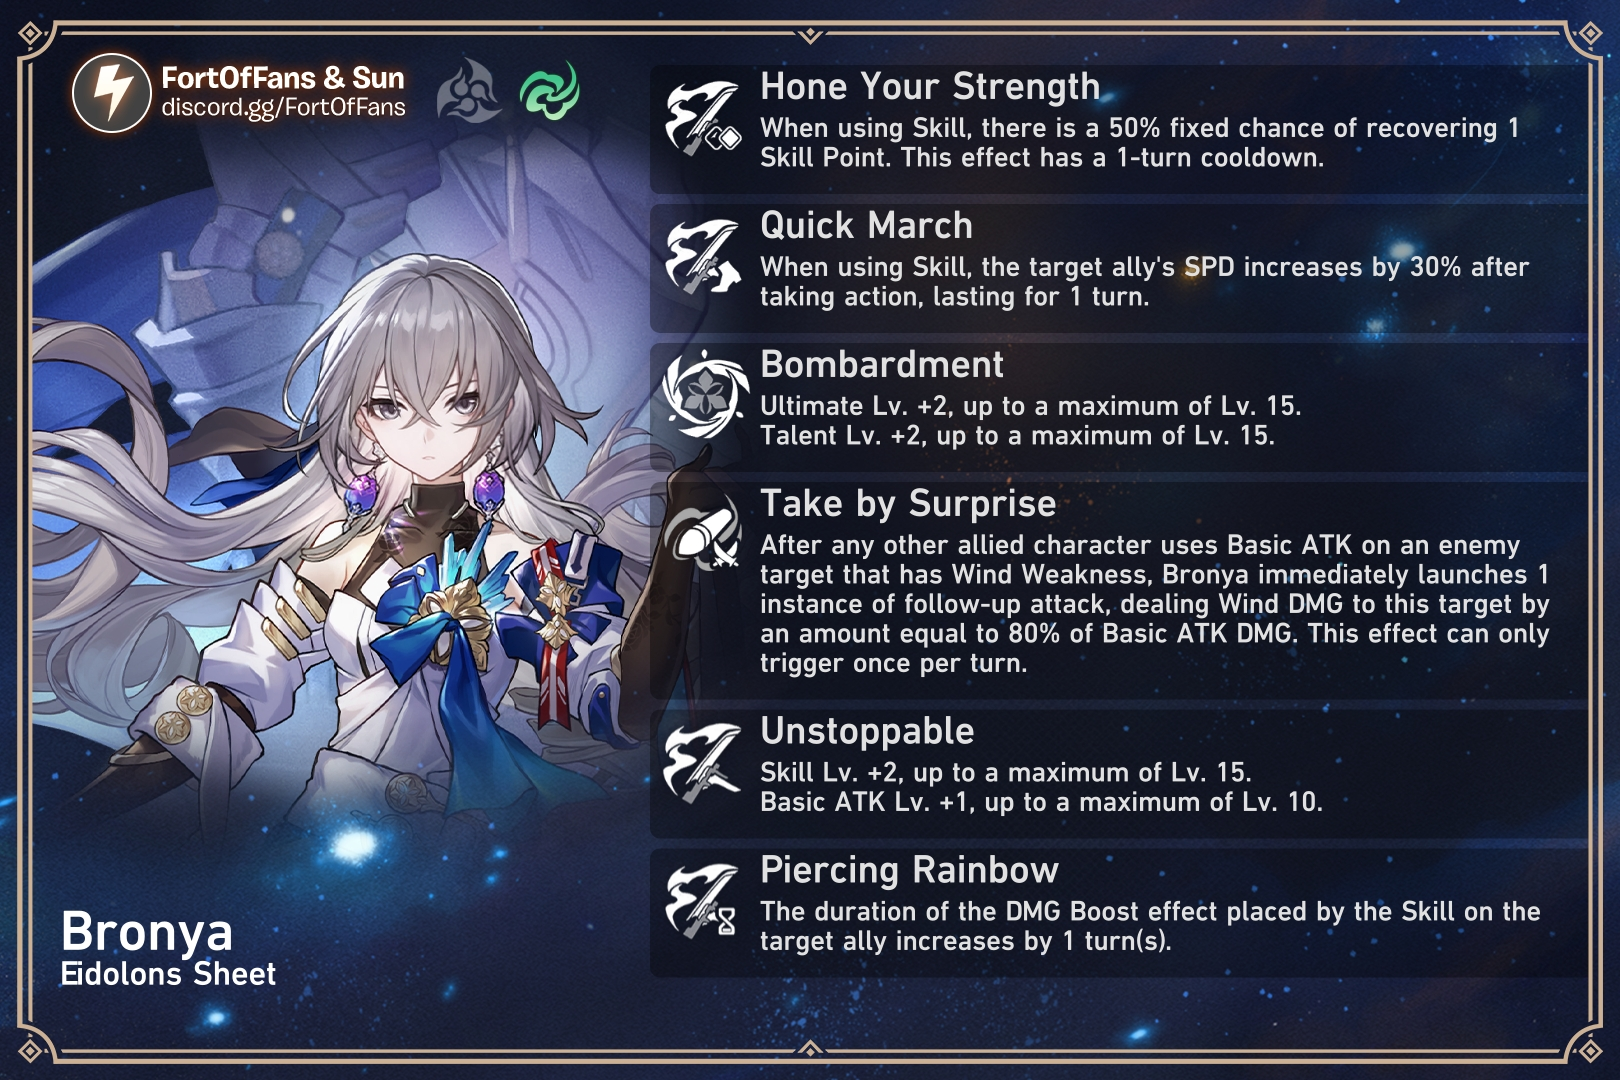 FortOfFans & Sun
discord.gg/FortOfFans
Hone Your Strength
When using Skill, there is a 50% fixed chance of recovering 1
Skill Point. This effect has a 1-turn cooldown.
Quick March
When using Skill, the target ally's SPD increases by 30% after
taking action, lasting for 1 turn.
Bombardment
Ultimate Lv. +2, up to a maximum of Lv. 15.
Talent Lv. +2, up to a maximum of Lv. 15.
Take by Surprise
After any other allied character uses Basic ATK on an enemy
target that has Wind Weakness, Bronya immediately launches 1
instance of follow-up attack, dealing Wind DMG to this target by
an amount equal to 80% of Basic ATK DMG. This effect can only
trigger once per turn.
Unstoppable
Skill Lv. +2, up to a maximum of Lv. 15.
Basic ATK Lv. +1, up to a maximum of Lv. 10.
Piercing Rainbow
The duration of the DMG Boost effect placed by the Skill on the
target ally increases by 1 turn(s).
Bronya
Eidolons Sheet